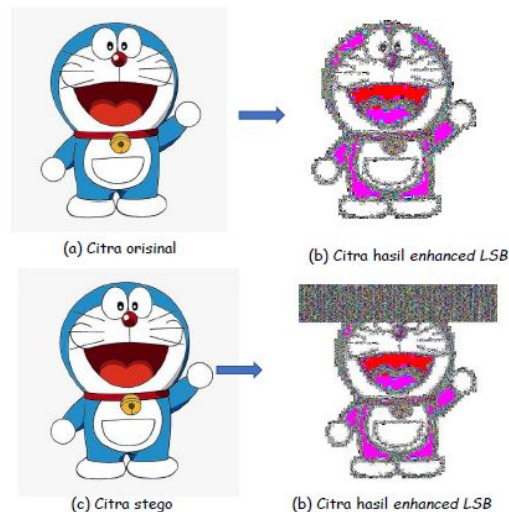 (a) Citra orisinal
(b) Citra hasil enhanced LSB
(c) Citra stego
(b) Citra hasil enhanced LSB